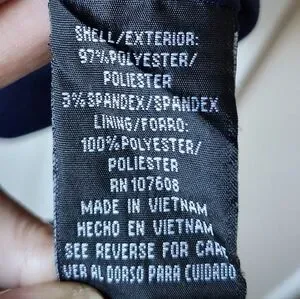 SHELL/EXTERIOR:
97%POLYESTER/
POLIESTER
3%SPANDEX/SPANDEX
LINING/FORRO:
100%POLYESTER/
POLIESTER
RN 107608
MADE IN VIETNAM
HECHO EN VIETNAM
SEE REVERSE FOR CARE
VER AL DORSO PARA CUIDADO